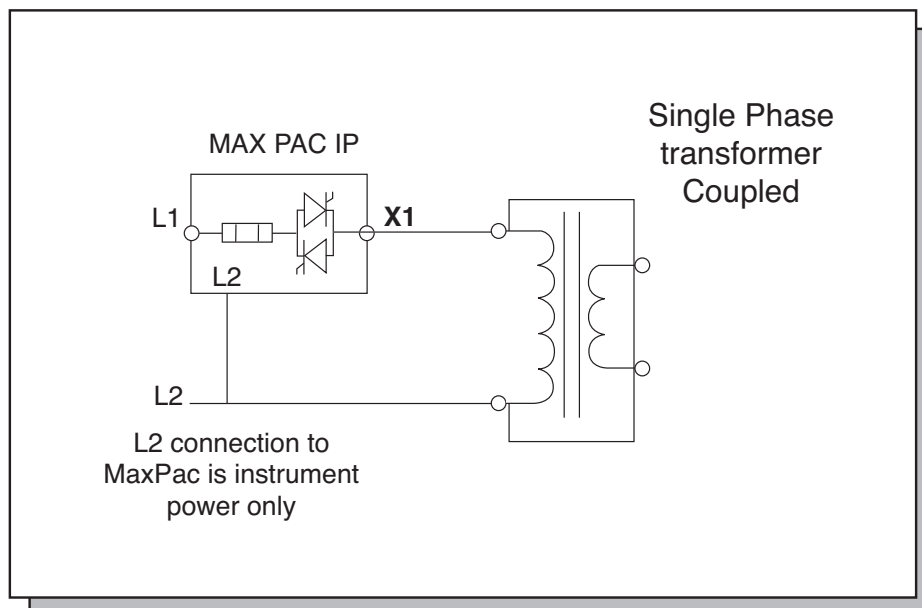 Single Phase
transformer
Coupled
MAX PAC IP
L1
X1
L2
L2
L2 connection to
MaxPac is instrument
power only